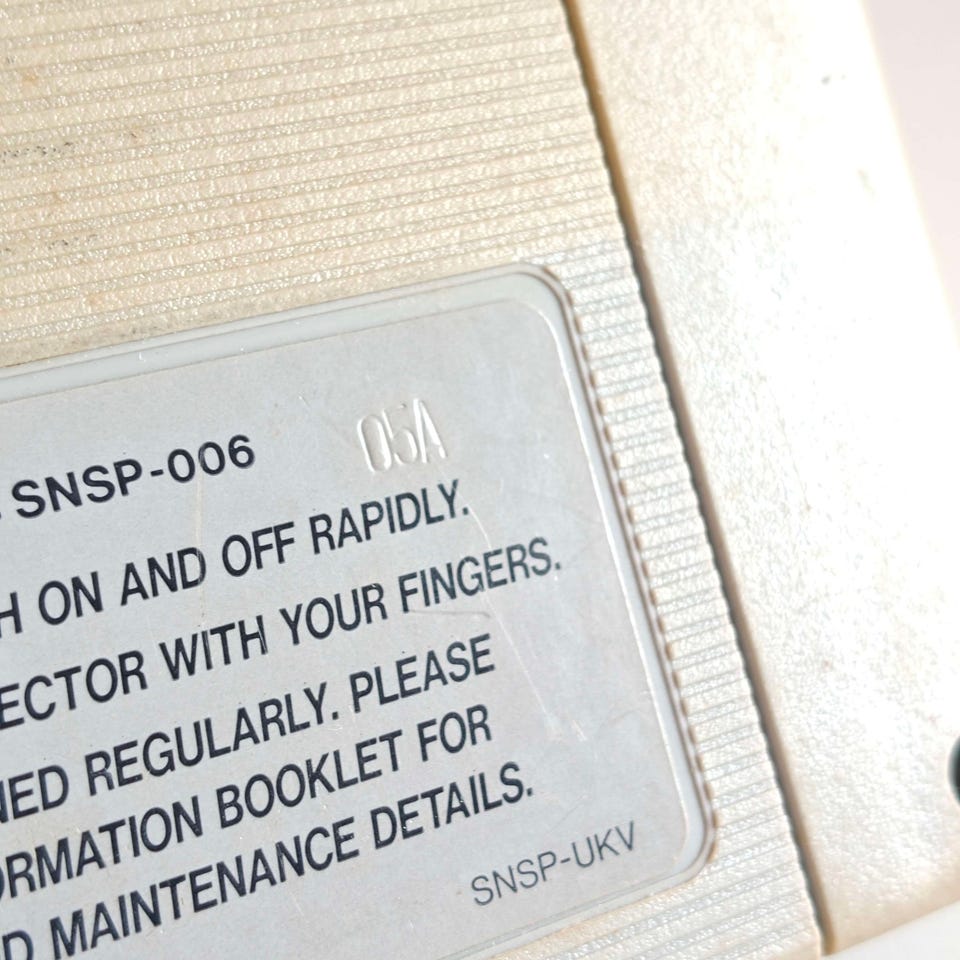 SNSP-006 05A
H ON AND OFF RAPIDLY.
ECTOR WITH YOUR FINGERS.
NED REGULARLY. PLEASE
ORMATION BOOKLET FOR
D MAINTENANCE DETAILS.
SNSP-UKV